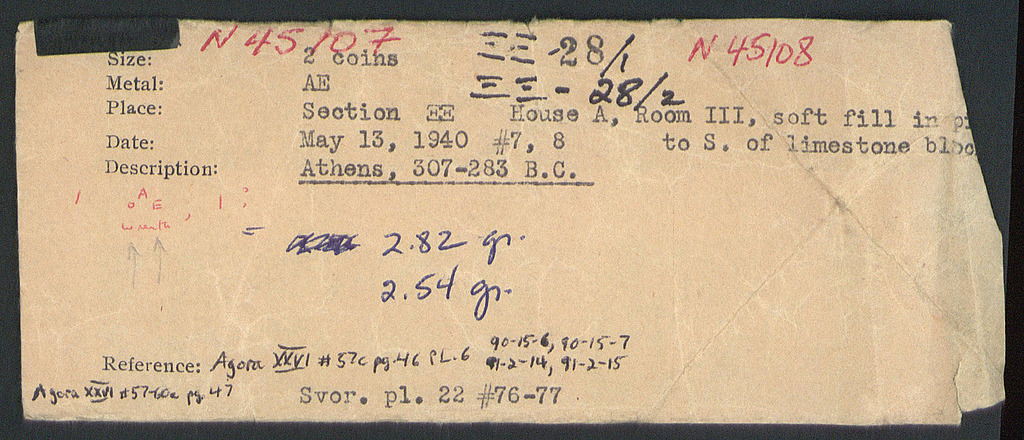 N 45107 ΞΞ-28/1 N 45108
Size: 2 coins
ΞΞ - 28/2
Metal: AE
Place: Section ΞΞ House A, Room III, soft fill in
Date: May 13, 1940 #7, 8 to S. of limestone bloc
Description: Athens, 307-283 B.C.
A
E
wreath
= 2.82 gr.
2.54 gr.
90-15-6, 90-15-7
Reference: Agora XXVI #57c pg. 46 PL. 6 91-2-14, 91-2-15
Agora XXVI #57-60a pg. 47
Svor. pl. 22 #76-77